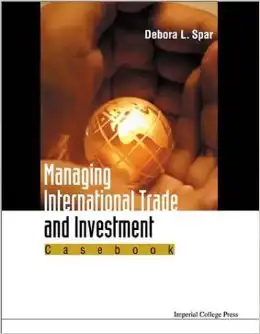 Debora L. Spar
Managing
International Trade
and Investment
Casebook
Imperial College Press